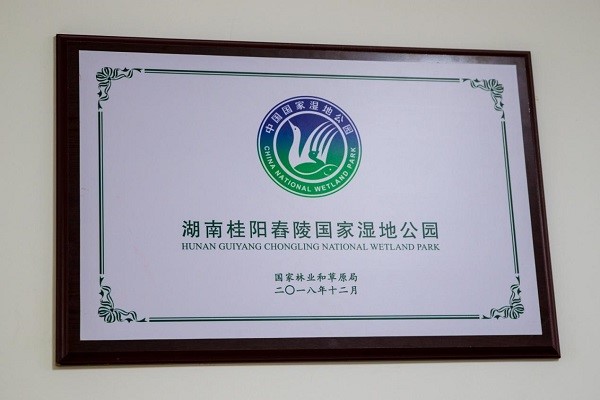 中国国家湿地公园
CHINA NATIONAL WETLAND PARK
湖南桂阳舂陵国家湿地公园
HUNAN GUIYANG CHONGLING NATIONAL WETLAND PARK
国家林业和草原局
二〇一八年十二月